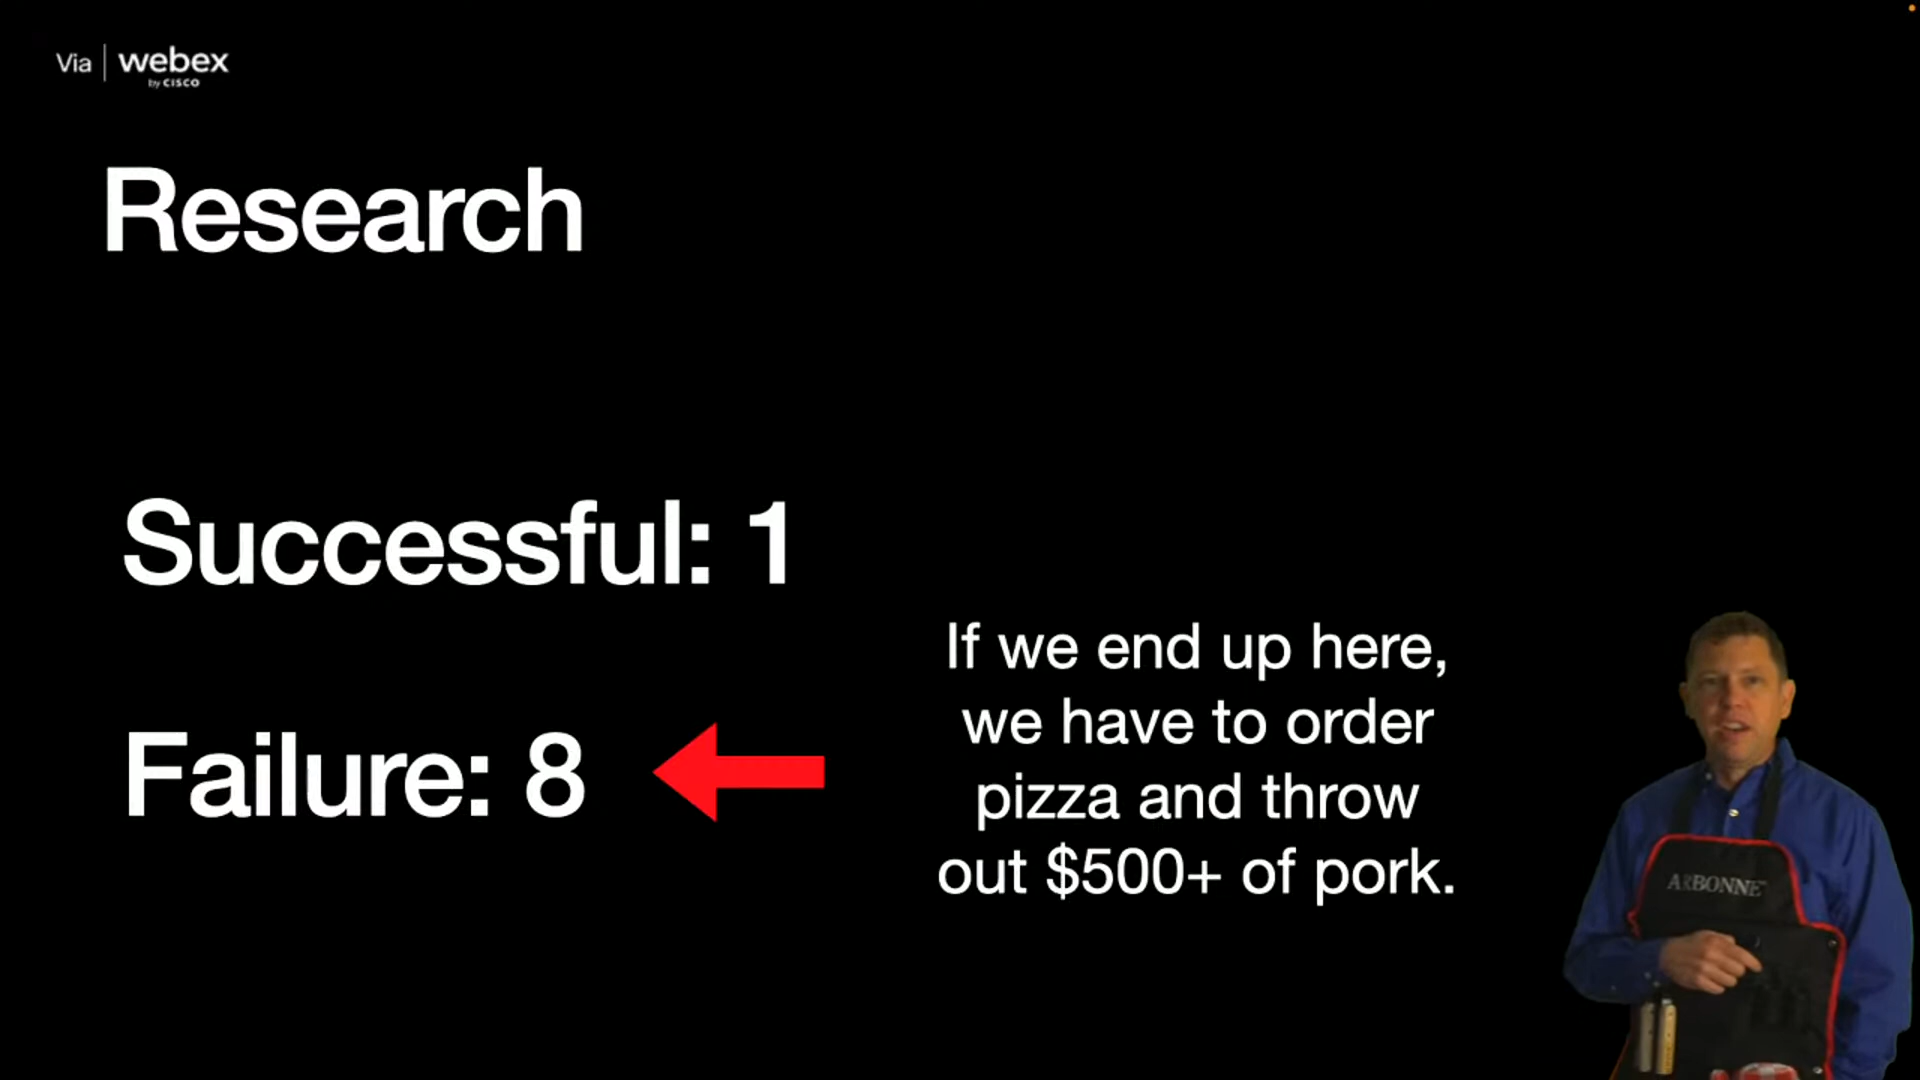 Via | webex
by CISCO
Research
Successful: 1
Failure: 8
If we end up here,
we have to order
pizza and throw
out $500+ of pork.
ARBONNE